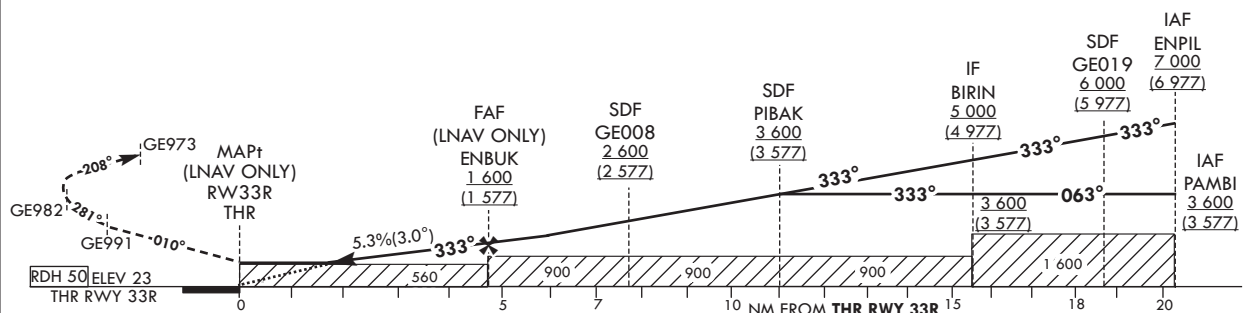 IAF
ENPIL
7 000
(6 977)
SDF
GE019
6 000
(5 977)
IF
BIRIN
5 000
(4 977)
SDF
PIBAK
3 600
(3 577)
SDF
GE008
2 600
(2 577)
FAF
(LNAV ONLY)
ENBUK
1 600
(1 577)
MAPt
(LNAV ONLY)
RW33R
THR
GE973
208°
GE982
281°
GE991
010°
5.3%(3.0°)
333°
333°
333°
333°
333°
063°
3 600
(3 577)
IAF
PAMBI
3 600
(3 577)
560
900
900
900
1 600
RDH 50 ELEV 23
THR RWY 33R
0 5 7 10 15 18 20
NM FROM THR RWY 33R